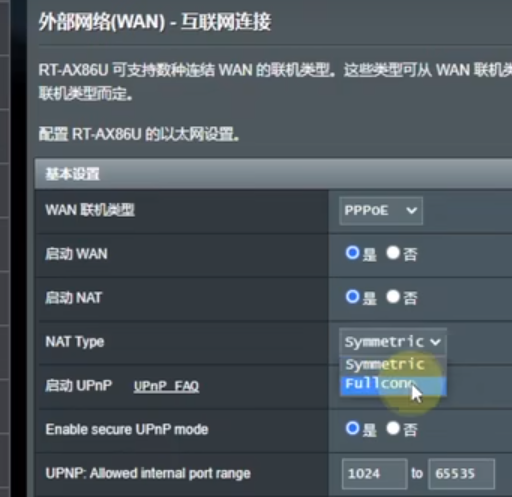 外部网络(WAN) - 互联网连接
RT-AX86U 可支持数种连结 WAN 的联机类型。这些类型可从 WAN 联机类
联机类型而定。
配置 RT-AX86U 的以太网设置。
基本设置
WAN 联机类型 PPPoE
启动 WAN 是 否
启动 NAT 是 否
NAT Type Symmetric
Symmetric
启动 UPnP UPnP FAQ Fullcone
Enable secure UPnP mode 是 否
UPNP: Allowed internal port range 1024 to 65535